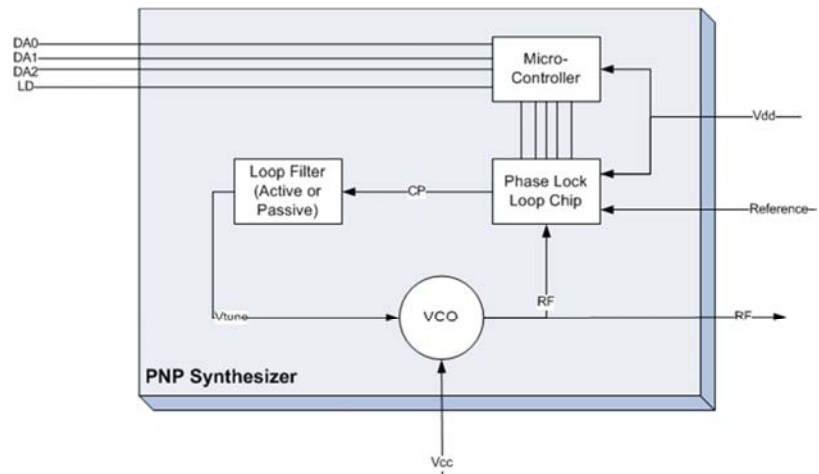 DA0
DA1
DA2
LD
Micro-
Controller
Vdd
Loop Filter
(Active or
Passive)
CP
Phase Lock
Loop Chip
Reference
RF
Vtune
VCO
RF
PNP Synthesizer
Vcc